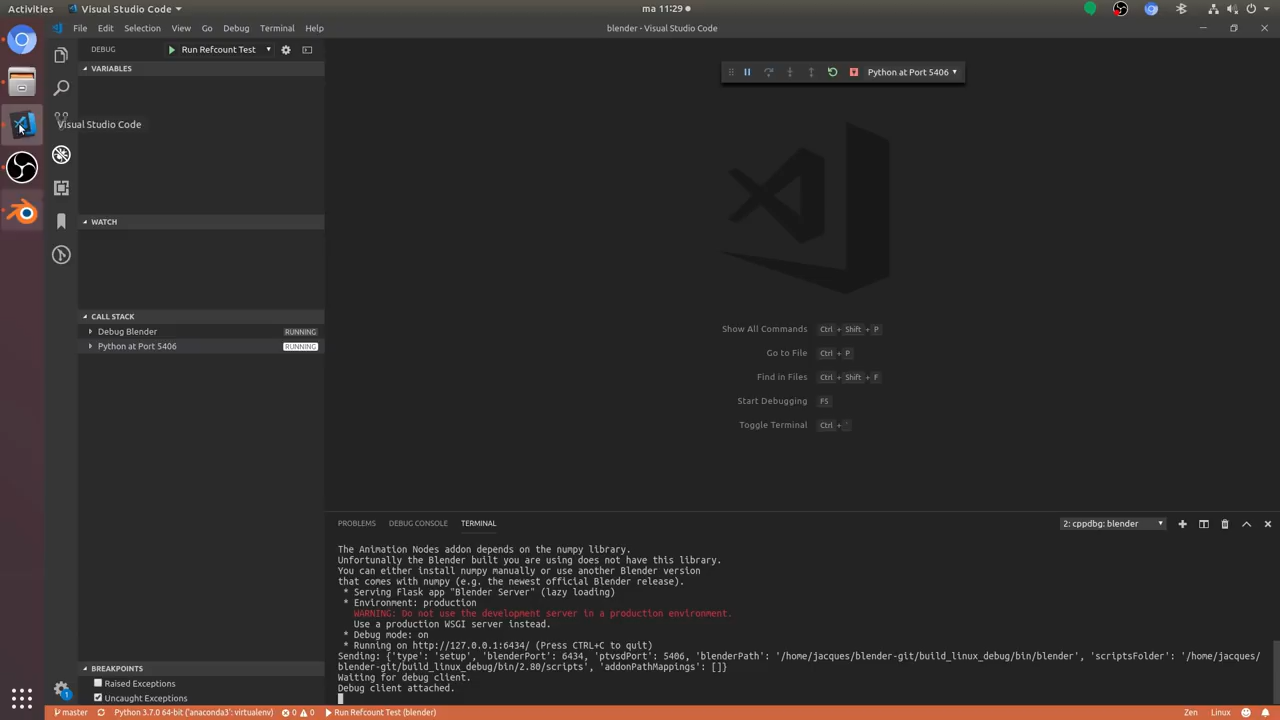 Activities
Visual Studio Code
ma 11:29
File Edit Selection View Go Debug Terminal Help
blender - Visual Studio Code
DEBUG
Run Refcount Test
VARIABLES
Python at Port 5406
Visual Studio Code
WATCH
CALL STACK
Debug Blender RUNNING
Python at Port 5406 RUNNING
Show All Commands Ctrl + Shift + P
Go to File Ctrl + P
Find in Files Ctrl + Shift + F
Start Debugging F5
Toggle Terminal Ctrl + `
PROBLEMS DEBUG CONSOLE TERMINAL
2: cppdbg: blender
The Animation Nodes addon depends on the numpy library.
Unfortunately the Blender built you are using does not have this library.
You can either install numpy manually or use another Blender version
that comes with numpy (e.g. the newest official Blender release).
* Serving Flask app "Blender Server" (lazy loading)
* Environment: production
WARNING: Do not use the development server in a production environment.
Use a production WSGI server instead.
* Debug mode: on
* Running on http://127.0.0.1:6434/ (Press CTRL+C to quit)
Sending: {'type': 'setup', 'blenderPort': 6434, 'ptvsdPort': 5406, 'blenderPath': '/home/jacques/blender-git/build_linux_debug/bin/blender', 'scriptsFolder': '/home/jacques/
blender-git/build_linux_debug/bin/2.80/scripts', 'addonPathMappings': []}
Waiting for debug client.
Debug client attached.
BREAKPOINTS
Raised Exceptions
Uncaught Exceptions
1
master
Python 3.7.0 64-bit ('anaconda3': virtualenv)
0 0
Run Refcount Test (blender)
Zen
Linux